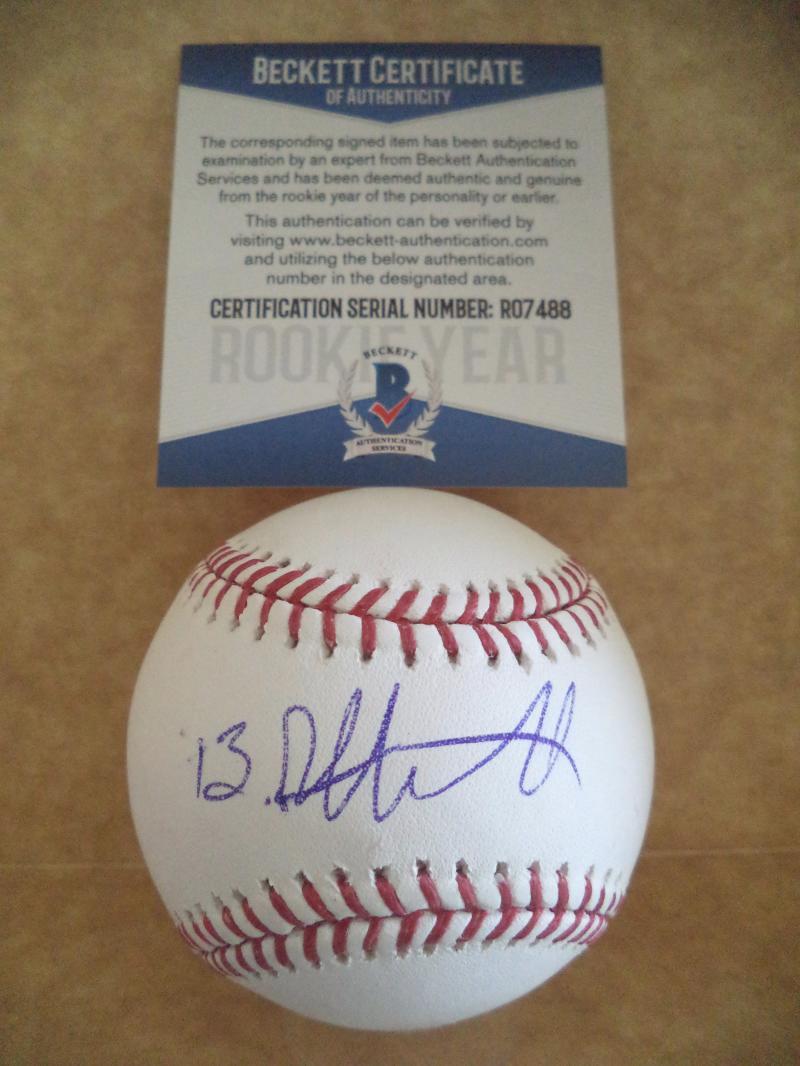 BECKETT CERTIFICATE
OF AUTHENTICITY
The corresponding signed item has been subjected to
examination by an expert from Beckett Authentication
Services and has been deemed authentic and genuine
from the rookie year of the personality or earlier.
This authentication can be verified by
visiting www.beckett-authentication.com
and utilizing the below authentication
number in the designated area.
CERTIFICATION SERIAL NUMBER: R07488
ROOKIE YEAR
BECKETT
B
AUTHENTICATION
SERVICES
B.